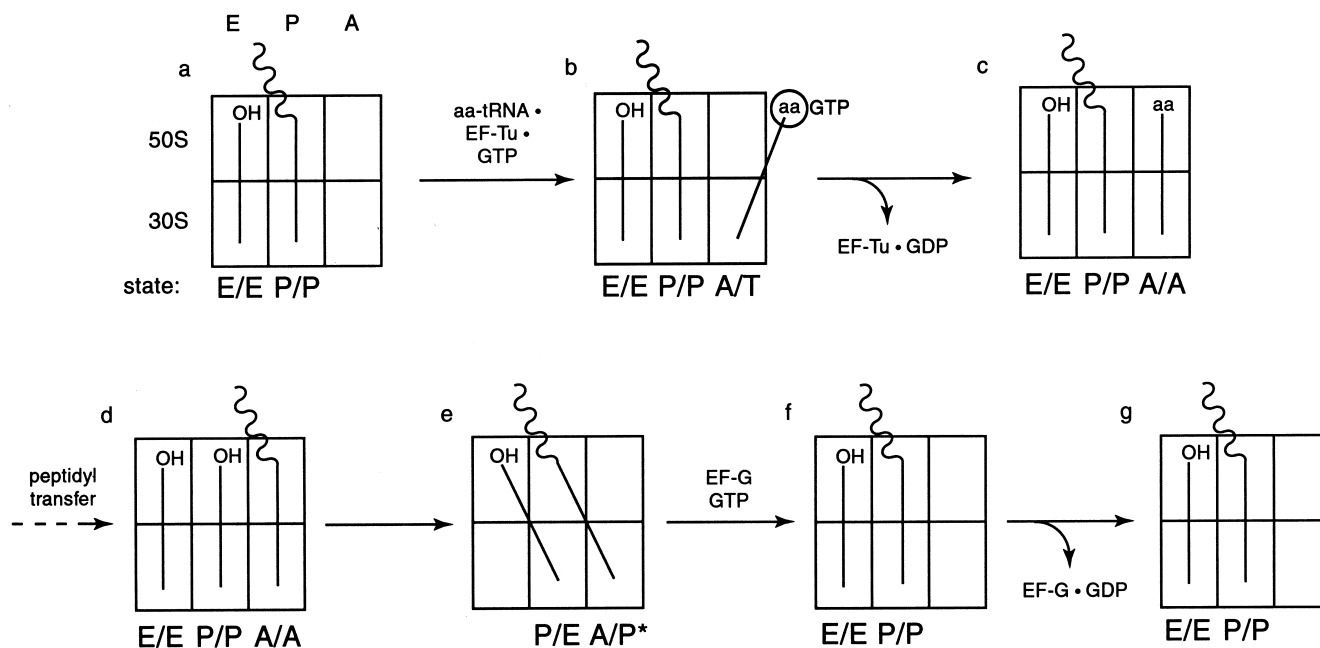 E P A
a
OH
50S
30S
state: E/E P/P
aa-tRNA •
EF-Tu •
GTP
b
OH
aa GTP
E/E P/P A/T
EF-Tu • GDP
c
OH
aa
E/E P/P A/A
peptidyl
transfer
d
OH OH
E/E P/P A/A
e
OH
P/E A/P*
EF-G
GTP
f
OH
E/E P/P
EF-G • GDP
g
OH
E/E P/P